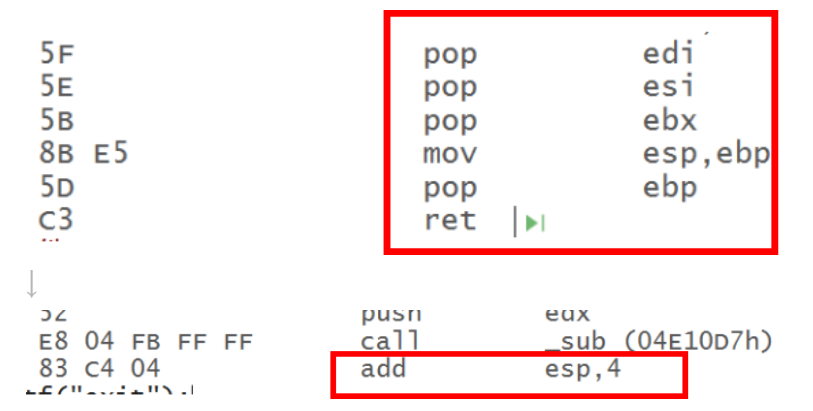 5F pop edi
5E pop esi
5B pop ebx
8B E5 mov esp,ebp
5D pop ebp
C3 ret
↓
52 push edx
E8 04 FB FF FF call _sub (04E10D7h)
83 C4 04 add esp,4
tf("exit");